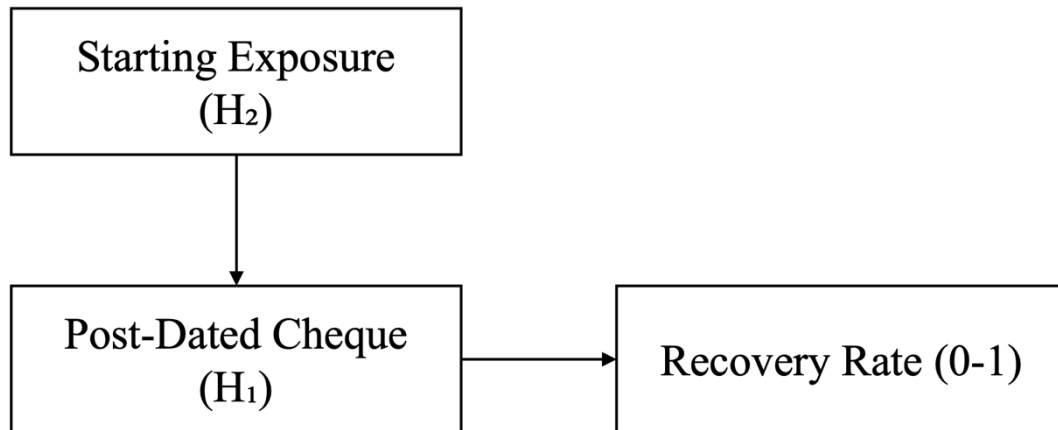 Starting Exposure
(H₂)
Post-Dated Cheque
(H₁)
Recovery Rate (0-1)